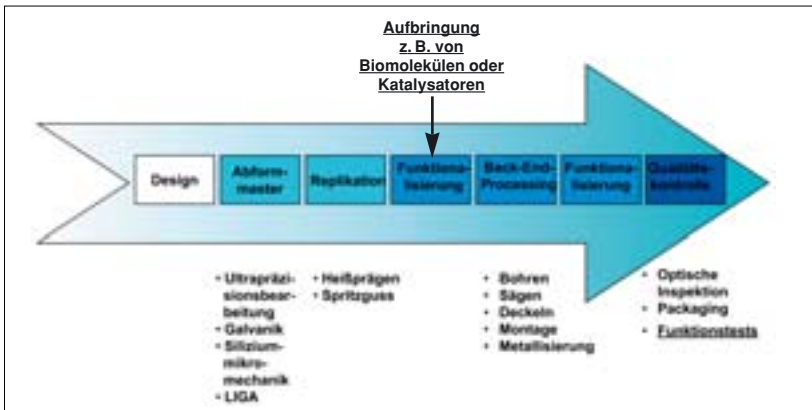 Aufbringung
z. B. von
Biomolekülen oder
Katalysatoren
Design
Abform-
master
Replikation
Funktiona-
lisierung
Back-End-
Processing
Funktiona-
lisierung
Qualitäts-
kontrolle
• Ultrapräzi-
sionsbear-
beitung
• Galvanik
• Silizium-
mikro-
mechanik
• LIGA
• Heißprägen
• Spritzguss
• Bohren
• Sägen
• Deckeln
• Montage
• Metallisierung
• Optische
Inspektion
• Packaging
• Funktionstests